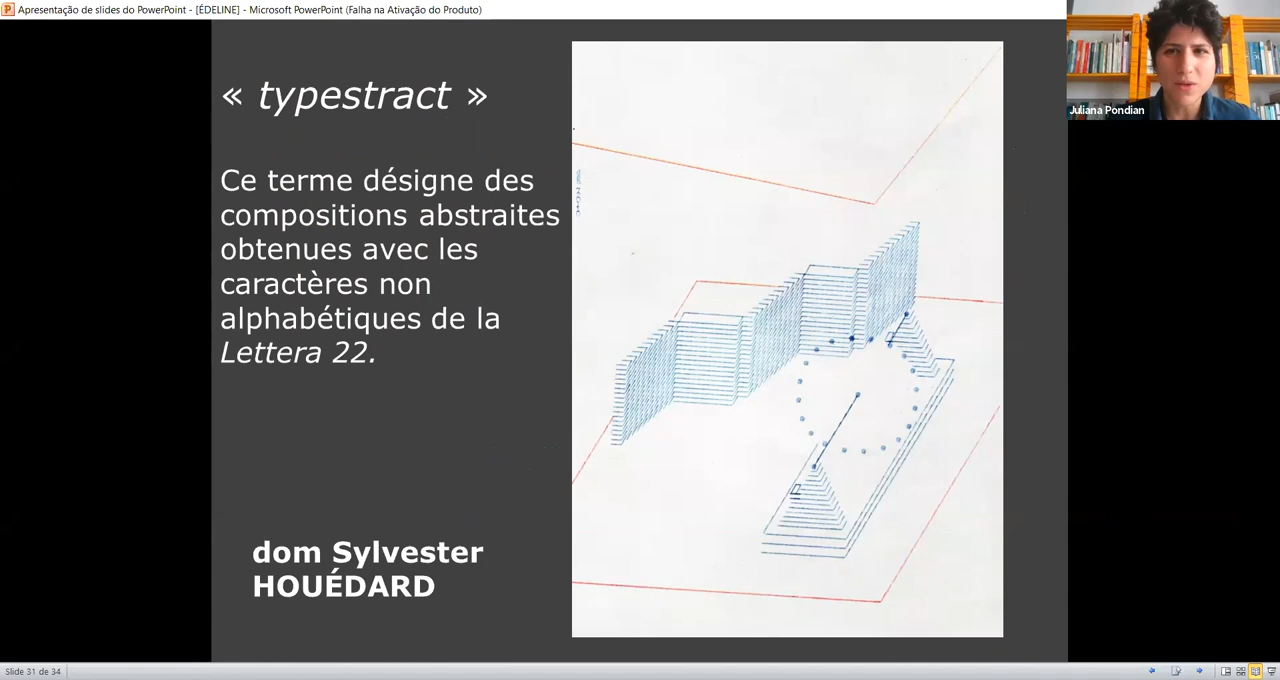 Apresentação de slides do PowerPoint - [ÉDELINE] - Microsoft PowerPoint (Falha na Ativação do Produto)
« typestract »
Ce terme désigne des
compositions abstraites
obtenues avec les
caractères non
alphabétiques de la
Lettera 22.
dom Sylvester
HOUÉDARD
Juliana Pondian
Slide 31 de 34